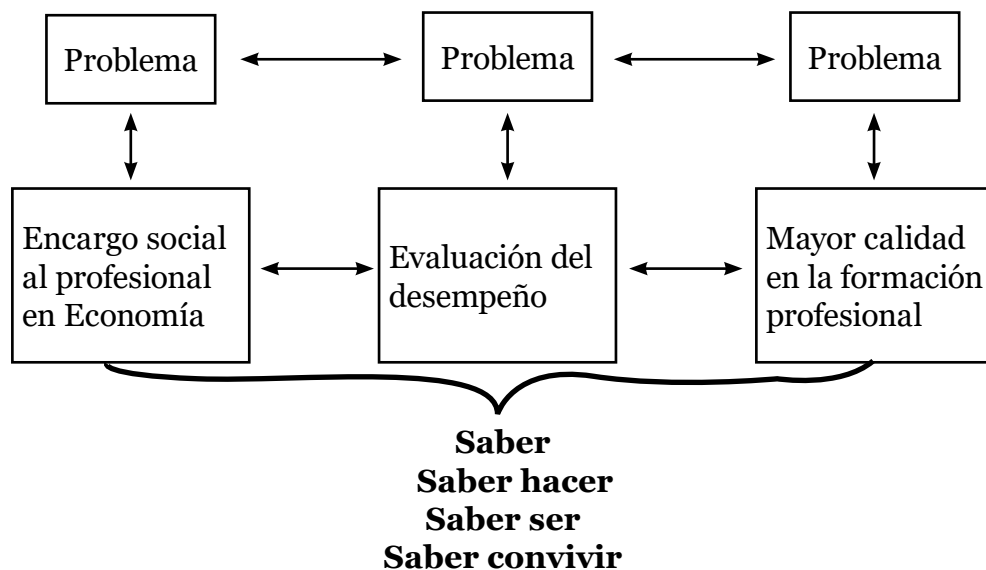 Problema
Problema
Problema
Encargo social
al profesional
en Economía
Evaluación del
desempeño
Mayor calidad
en la formación
profesional
Saber
Saber hacer
Saber ser
Saber convivir